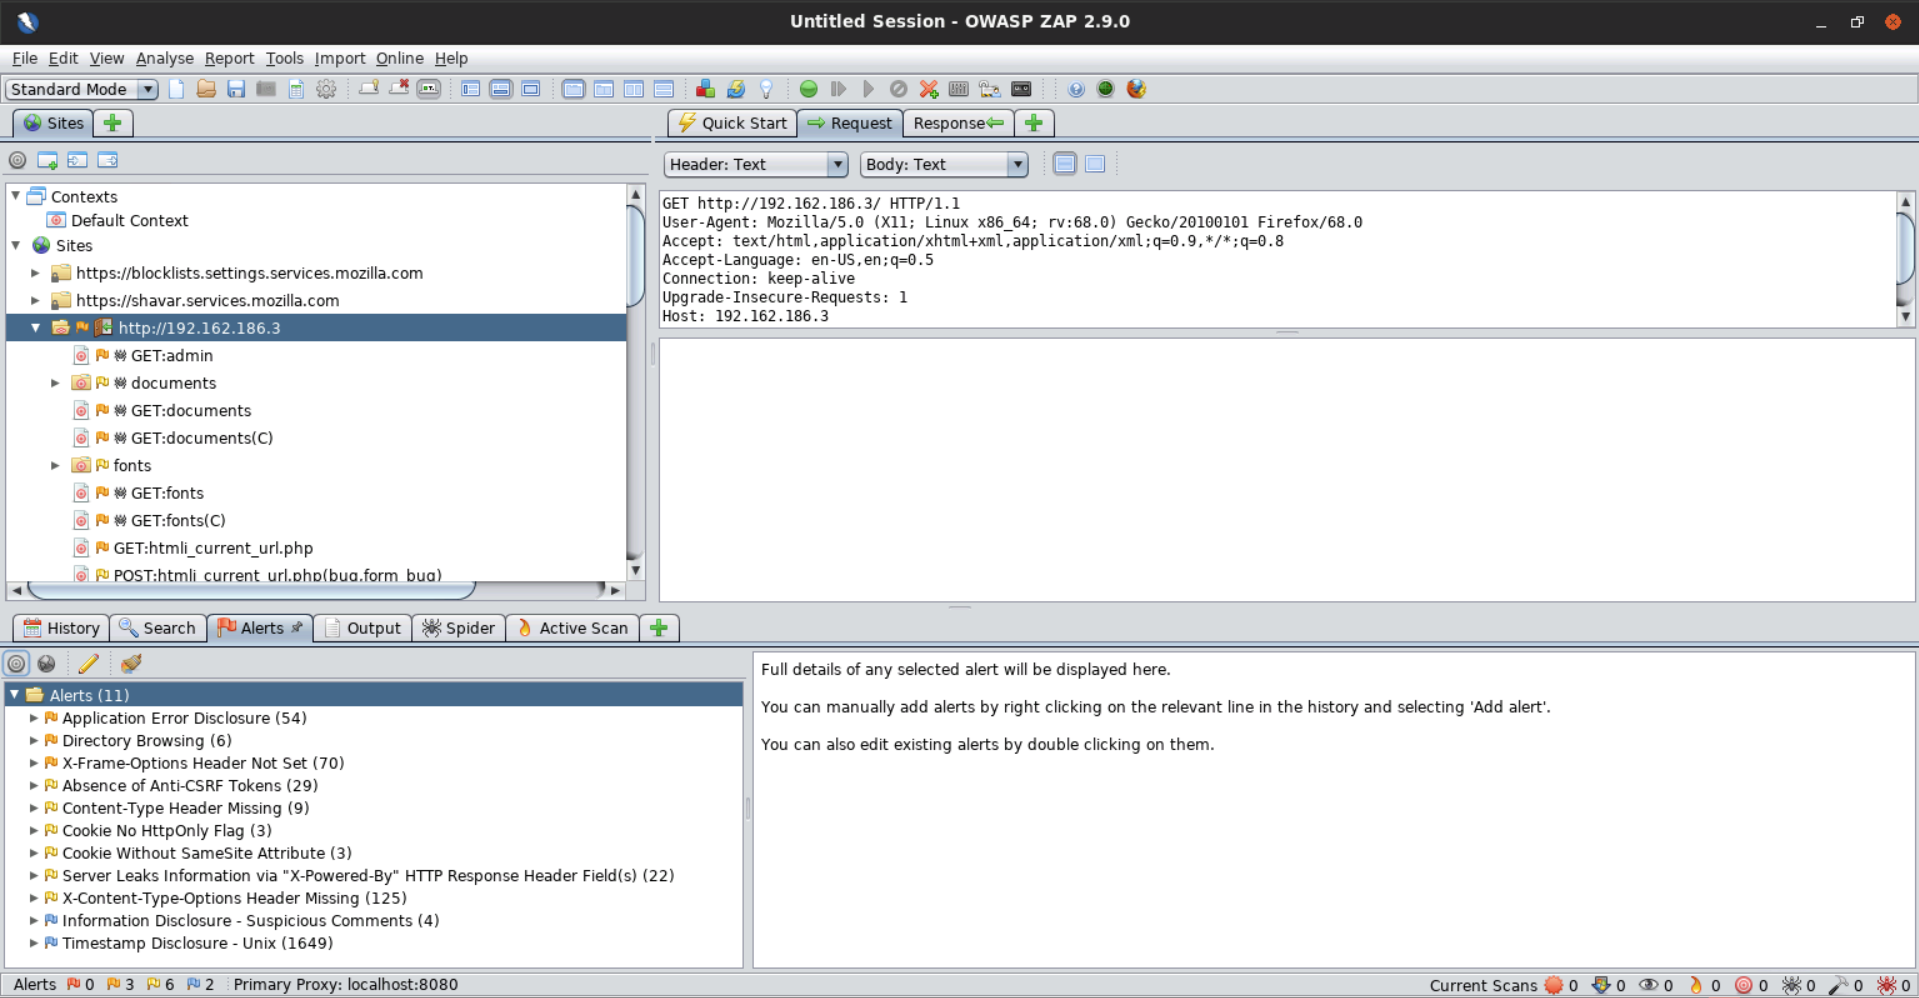 Untitled Session - OWASP ZAP 2.9.0
File Edit View Analyse Report Tools Import Online Help
Standard Mode
Sites
Quick Start Request Response
Header: Text Body: Text
Contexts
Default Context
Sites
https://blocklists.settings.services.mozilla.com
https://shavar.services.mozilla.com
http://192.162.186.3
GET:admin
documents
GET:documents
GET:documents(C)
fonts
GET:fonts
GET:fonts(C)
GET:htmli_current_url.php
POST:htmli_current_url.php(bug,form_bug)
GET http://192.162.186.3/ HTTP/1.1
User-Agent: Mozilla/5.0 (X11; Linux x86_64; rv:68.0) Gecko/20100101 Firefox/68.0
Accept: text/html,application/xhtml+xml,application/xml;q=0.9,*/*;q=0.8
Accept-Language: en-US,en;q=0.5
Connection: keep-alive
Upgrade-Insecure-Requests: 1
Host: 192.162.186.3
History Search Alerts Output Spider Active Scan
Alerts (11)
Application Error Disclosure (54)
Directory Browsing (6)
X-Frame-Options Header Not Set (70)
Absence of Anti-CSRF Tokens (29)
Content-Type Header Missing (9)
Cookie No HttpOnly Flag (3)
Cookie Without SameSite Attribute (3)
Server Leaks Information via "X-Powered-By" HTTP Response Header Field(s) (22)
X-Content-Type-Options Header Missing (125)
Information Disclosure - Suspicious Comments (4)
Timestamp Disclosure - Unix (1649)
Full details of any selected alert will be displayed here.
You can manually add alerts by right clicking on the relevant line in the history and selecting 'Add alert'.
You can also edit existing alerts by double clicking on them.
Alerts 0 3 6 2 Primary Proxy: localhost:8080
Current Scans 0 0 0 0 0 0 0 0